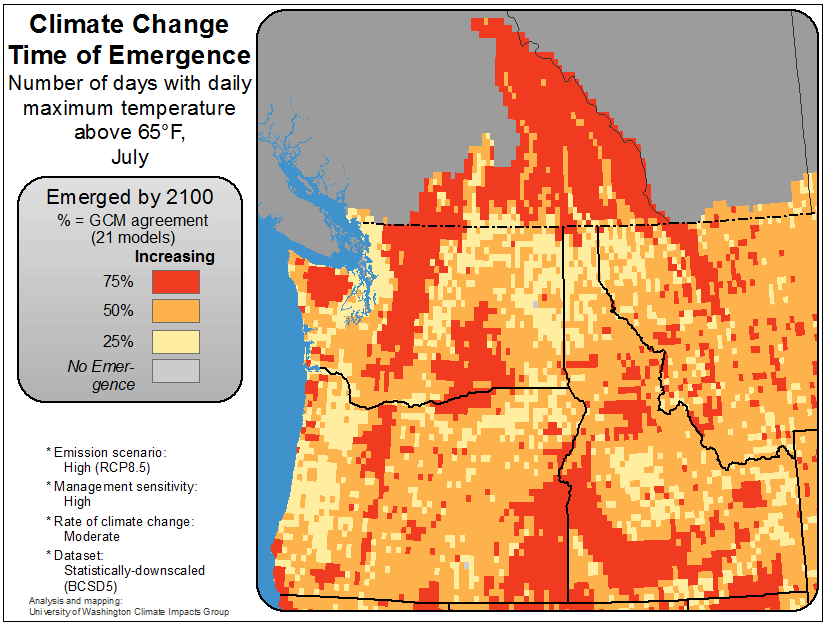 Climate Change
Time of Emergence
Number of days with daily
maximum temperature
above 65°F,
July
Emerged by 2100
% = GCM agreement
(21 models)
Increasing
75%
50%
25%
No Emer-
gence
* Emission scenario:
High (RCP8.5)
* Management sensitivity:
High
* Rate of climate change:
Moderate
* Dataset:
Statistically-downscaled
(BCSD5)
Analysis and mapping:
University of Washington Climate Impacts Group